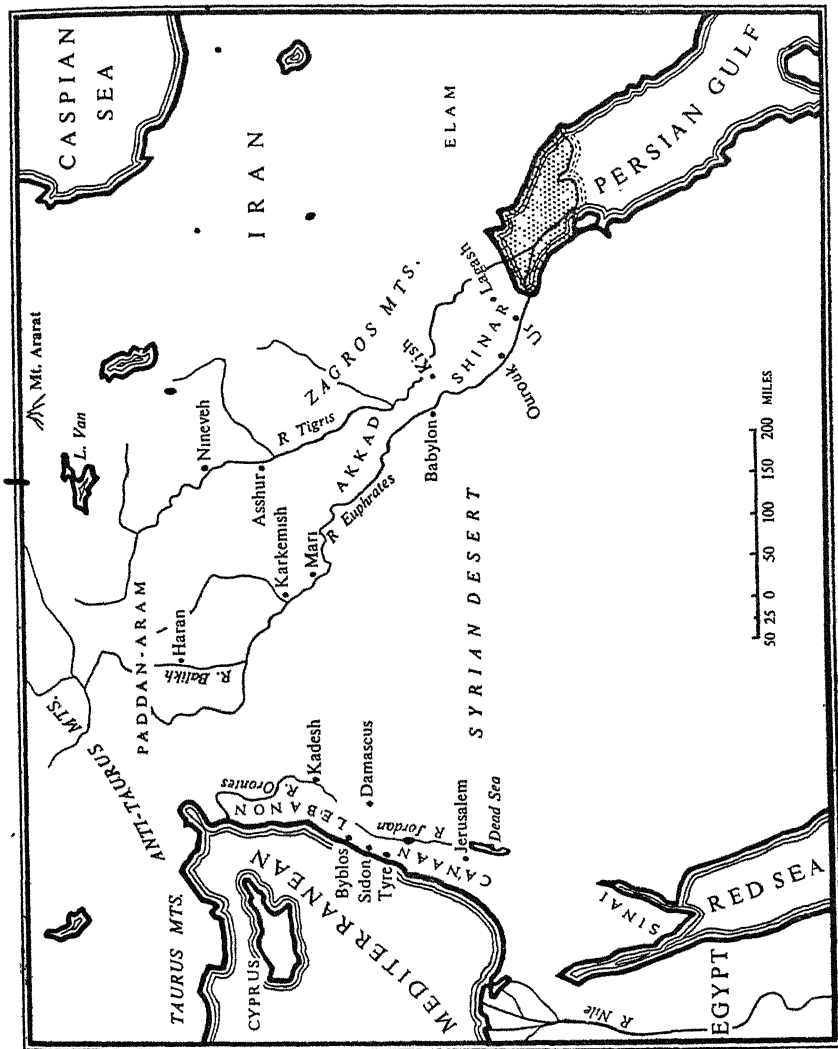 CASPIAN
SEA
Mt. Ararat
L. Van
IRAN
ELAM
TAURUS MTS.
ANTI-TAURUS MTS.
PADDAN-ARAM
Haran
R. Balikh
Nineveh
Asshur
R Tigris
ZAGROS MTS.
Karkemish
Mari
AKKAD
R Euphrates
Kish
Babylon
SHINAR
Lagash
Ourouk
Ur
PERSIAN GULF
CYPRUS
MEDITERRANEAN
LEBANON
R. Orontes
Kadesh
Byblos
Sidon
Tyre
Damascus
CANAAN
R Jordan
Jerusalem
Dead Sea
SYRIAN DESERT
EGYPT
R Nile
SINAI
RED SEA
50 25 0 50 100 150 200 MILES